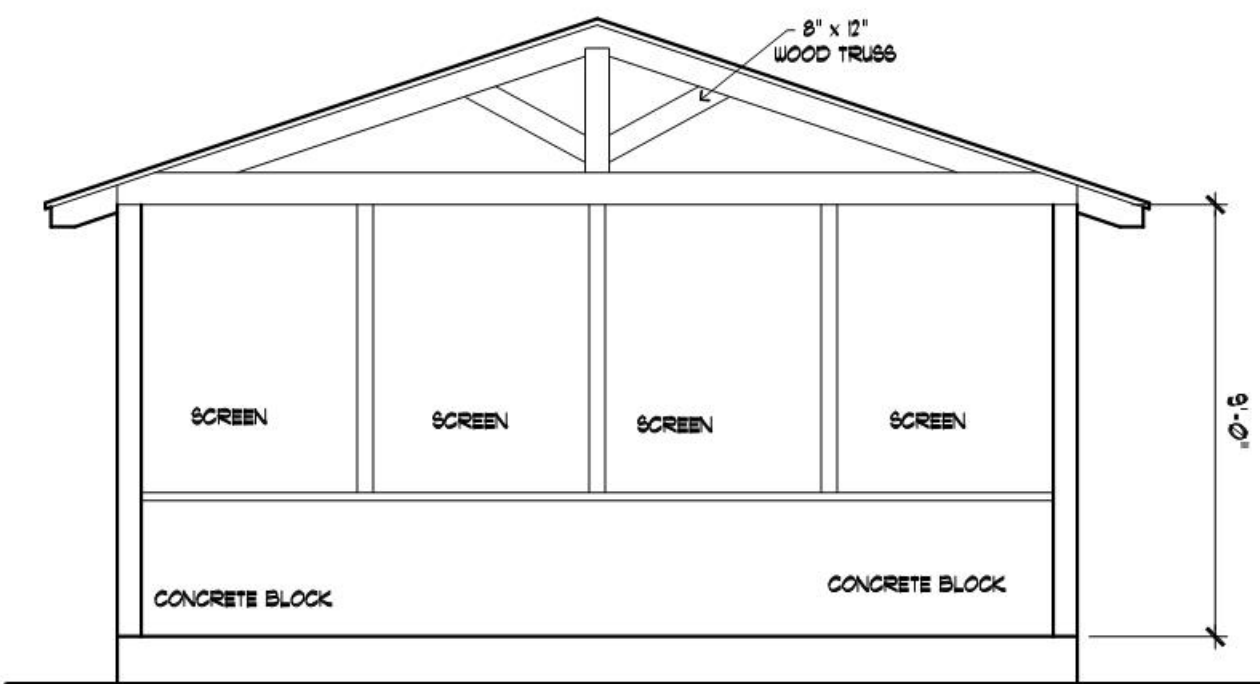 8" x 12"
WOOD TRUSS
SCREEN
SCREEN
SCREEN
SCREEN
9'-0"
CONCRETE BLOCK
CONCRETE BLOCK